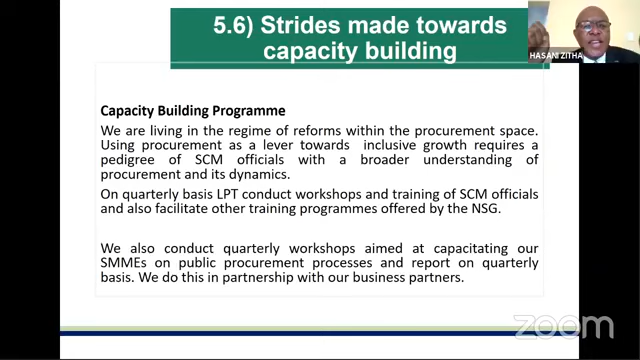 5.6) Strides made towards
capacity building
HASANI ZITHA
Capacity Building Programme
We are living in the regime of reforms within the procurement space.
Using procurement as a lever towards inclusive growth requires a
pedigree of SCM officials with a broader understanding of
procurement and its dynamics.
On quarterly basis LPT conduct workshops and training of SCM officials
and also facilitate other training programmes offered by the NSG.
We also conduct quarterly workshops aimed at capacitating our
SMMEs on public procurement processes and report on quarterly
basis. We do this in partnership with our business partners.
zoom